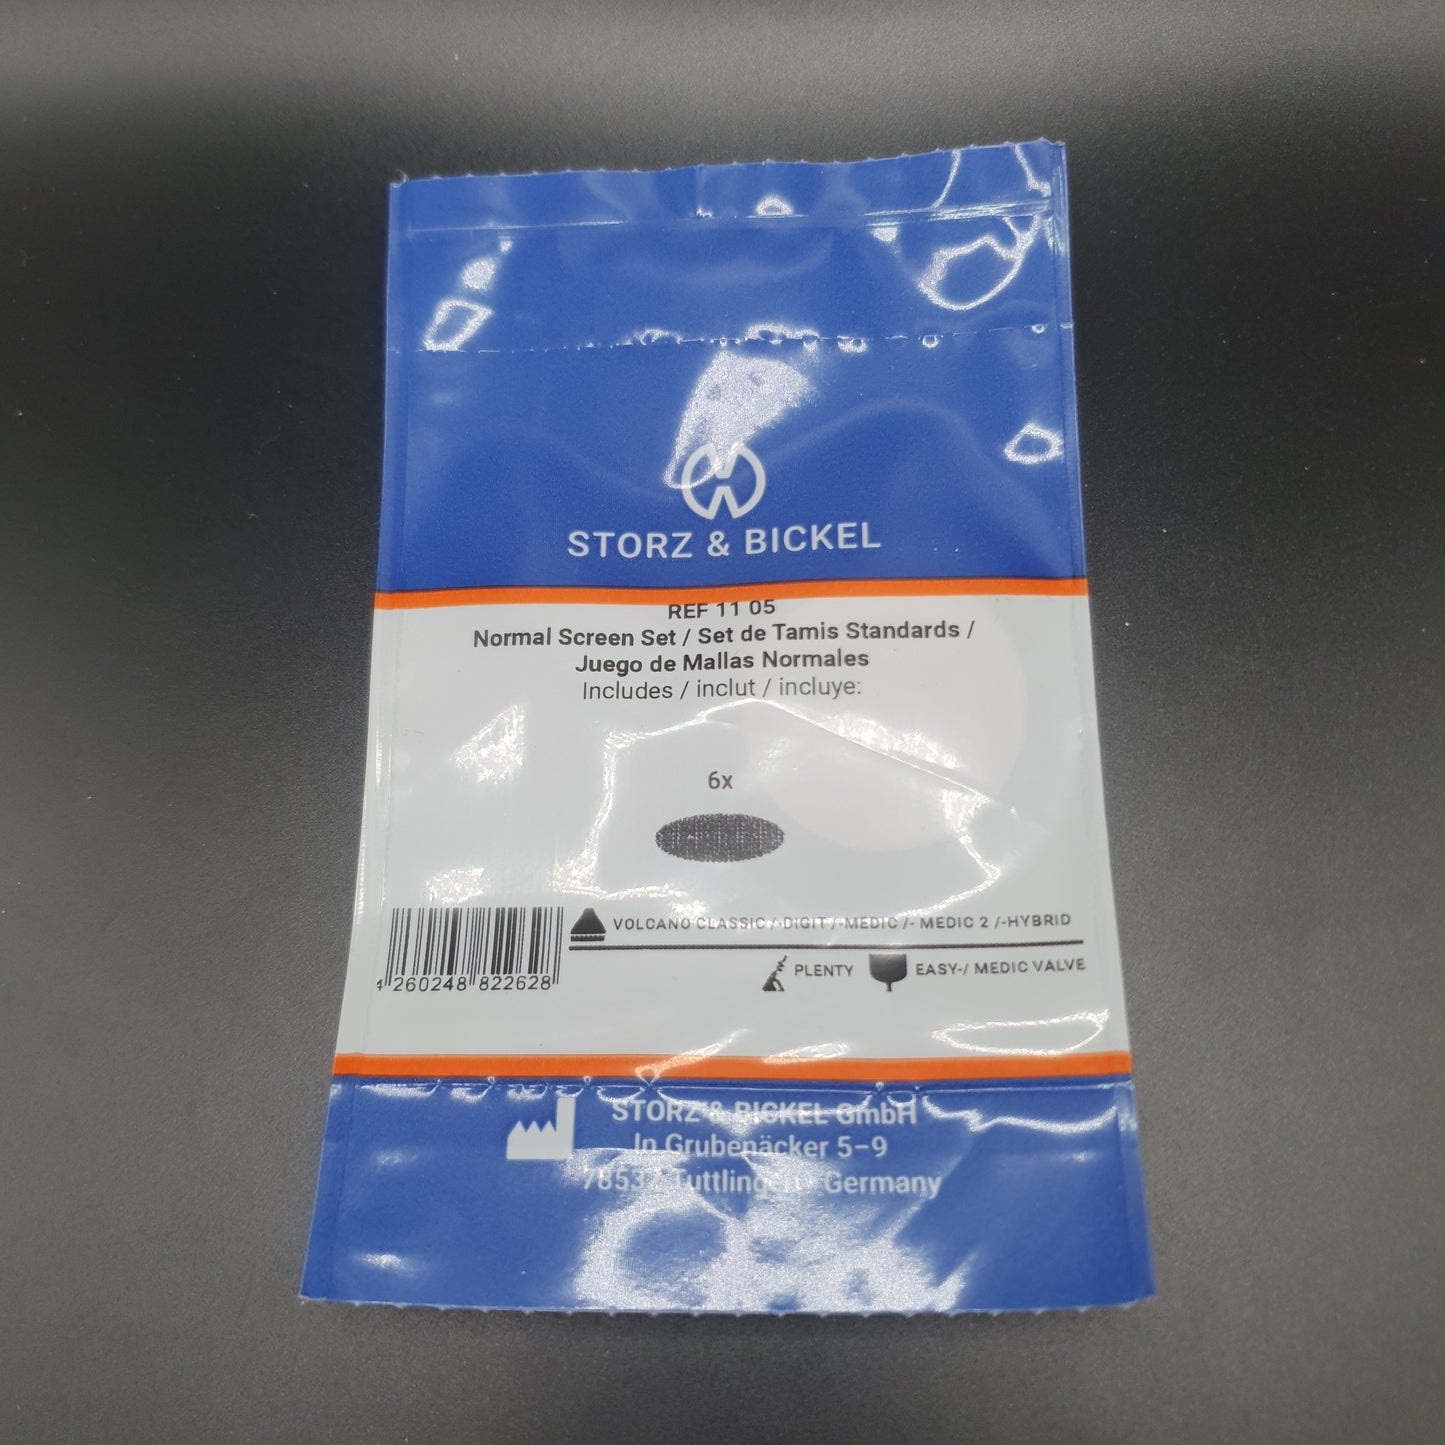 STORZ & BICKEL
REF 11 05
Normal Screen Set / Set de Tamis Standards /
Juego de Mallas Normales
Includes / inclut / incluye:
6x
VOLCANO CLASSIC /-DIGIT /-MEDIC /- MEDIC 2 /-HYBRID
PLENTY
EASY-/ MEDIC VALVE
4 260248 822628
STORZ & BICKEL GmbH
In Grubenäcker 5–9
Germany